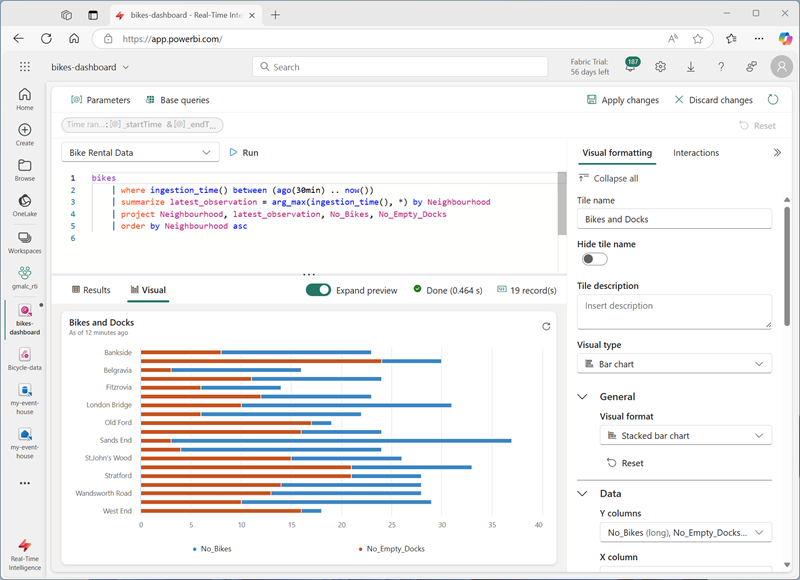 bikes-dashboard - Real-Time Inte
https://app.powerbi.com/
bikes-dashboard
Search
Fabric Trial:
56 days left
187
Home
Create
Browse
OneLake
Workspaces
gmalc_rti
bikes-
dashboard
Bicycle-data
my-event-
house
my-event-
house
Real-Time
Intelligence
Parameters
Base queries
Apply changes
Discard changes
Time ran...: [@] _startTime & [@] _endT...
Reset
Bike Rental Data
Run
1 bikes
2 | where ingestion_time() between (ago(30min) .. now())
3 | summarize latest_observation = arg_max(ingestion_time(), *) by Neighbourhood
4 | project Neighbourhood, latest_observation, No_Bikes, No_Empty_Docks
5 | order by Neighbourhood asc
6
Results
Visual
Expand preview
Done (0.464 s)
19 record(s)
Bikes and Docks
As of 12 minutes ago
Bankside
Belgravia
Fitzrovia
London Bridge
Old Ford
Sands End
StJohn's Wood
Stratford
Wandsworth Road
West End
0 5 10 15 20 25 30 35 40
No_Bikes
No_Empty_Docks
Visual formatting
Interactions
Collapse all
Tile name
Bikes and Docks
Hide tile name
Tile description
Insert description
Visual type
Bar chart
General
Visual format
Stacked bar chart
Reset
Data
Y columns
No_Bikes (long), No_Empty_Docks...
X column